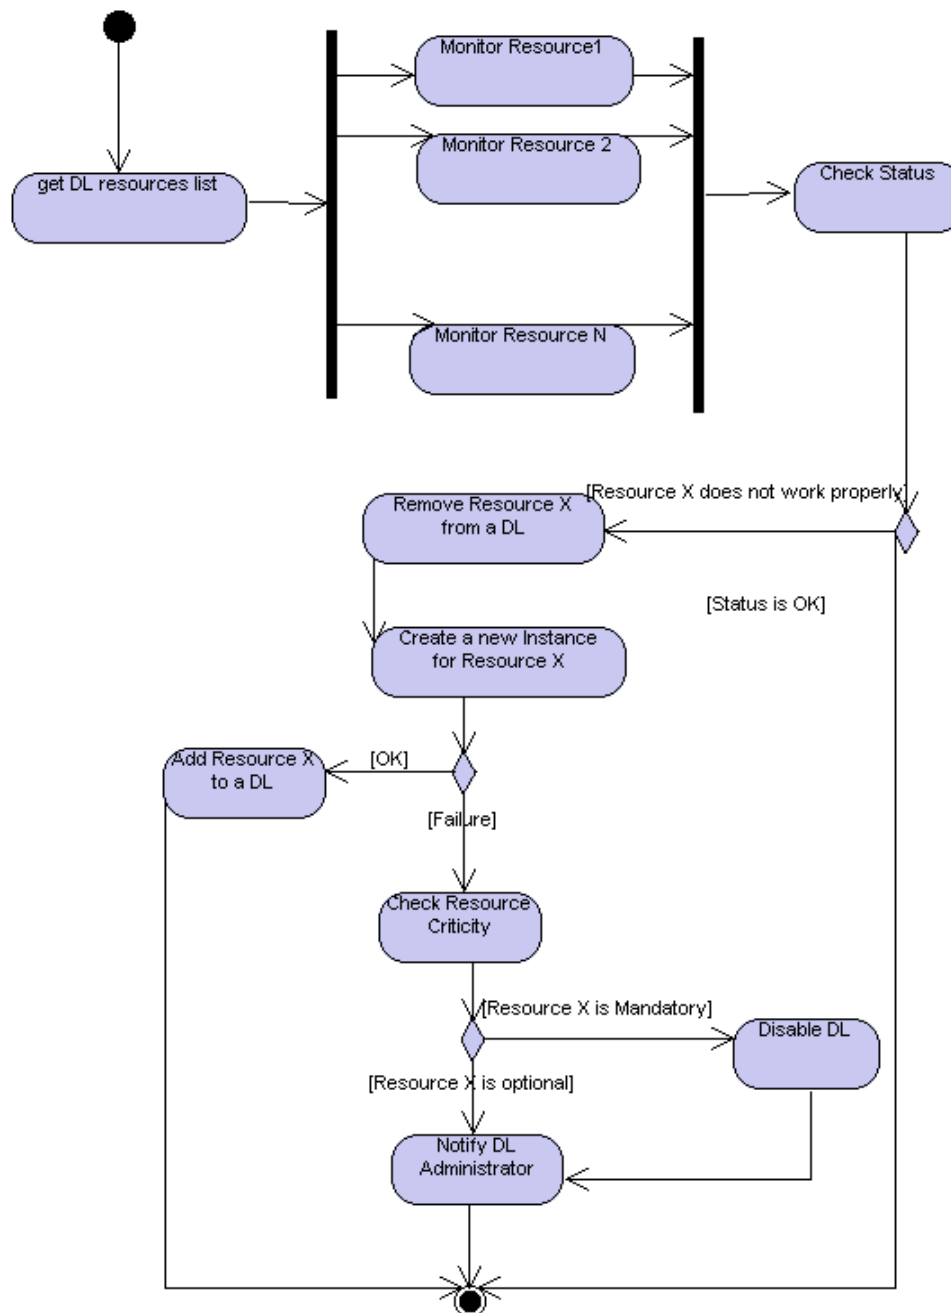 Monitor Resource1
Monitor Resource 2
get DL resources list
Check Status
Monitor Resource N
[Resource X does not work properly]
Remove Resource X
from a DL
[Status is OK]
Create a new Instance
for Resource X
Add Resource X
to a DL
[OK]
[Failure]
Check Resource
Criticity
[Resource X is Mandatory]
Disable DL
[Resource X is optional]
Notify DL
Administrator